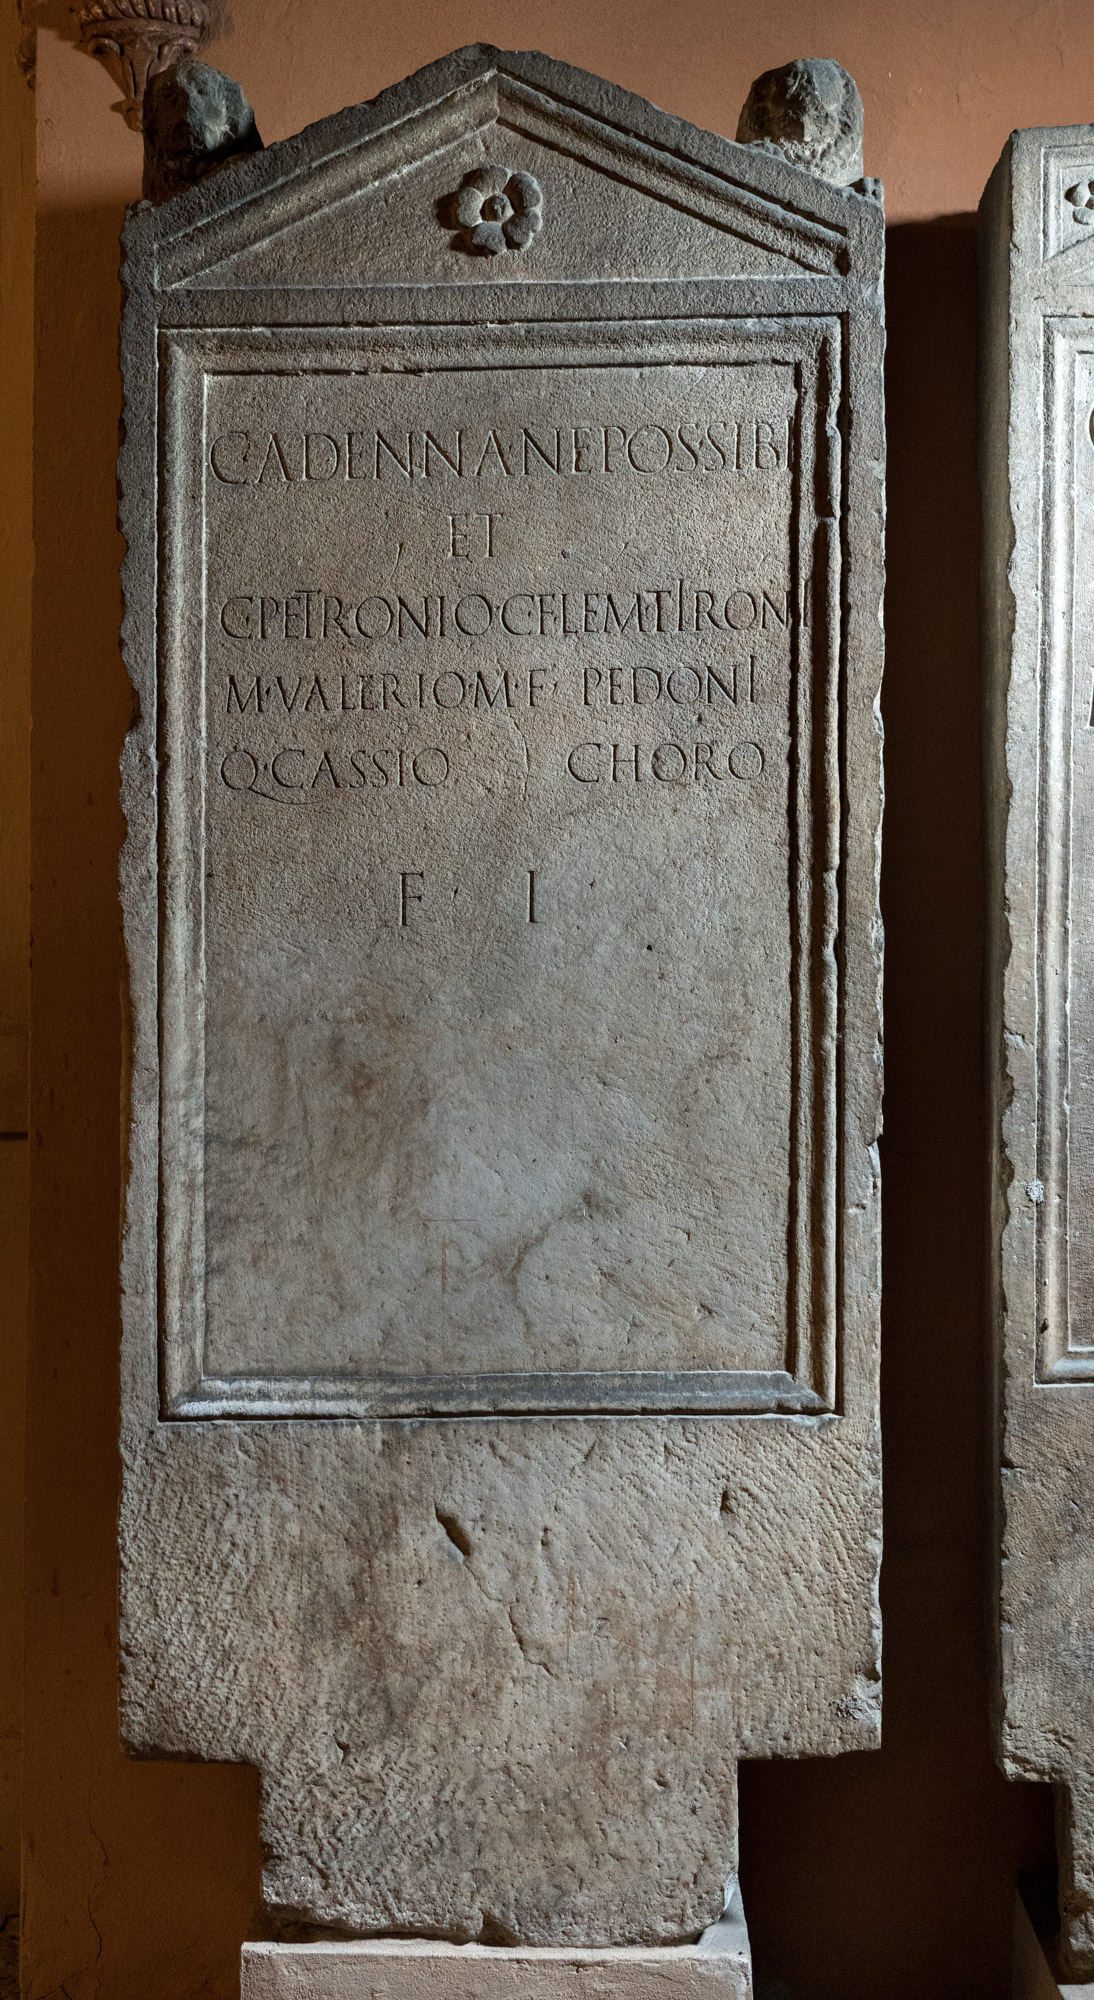 C·ADENNA·NEPOS·SIBI
ET
C·PETRONIO·C·F·LEM·TIRONI
M·VALERIO·M·F· PEDONI
Q·CASSIO CHORO
F · I ·